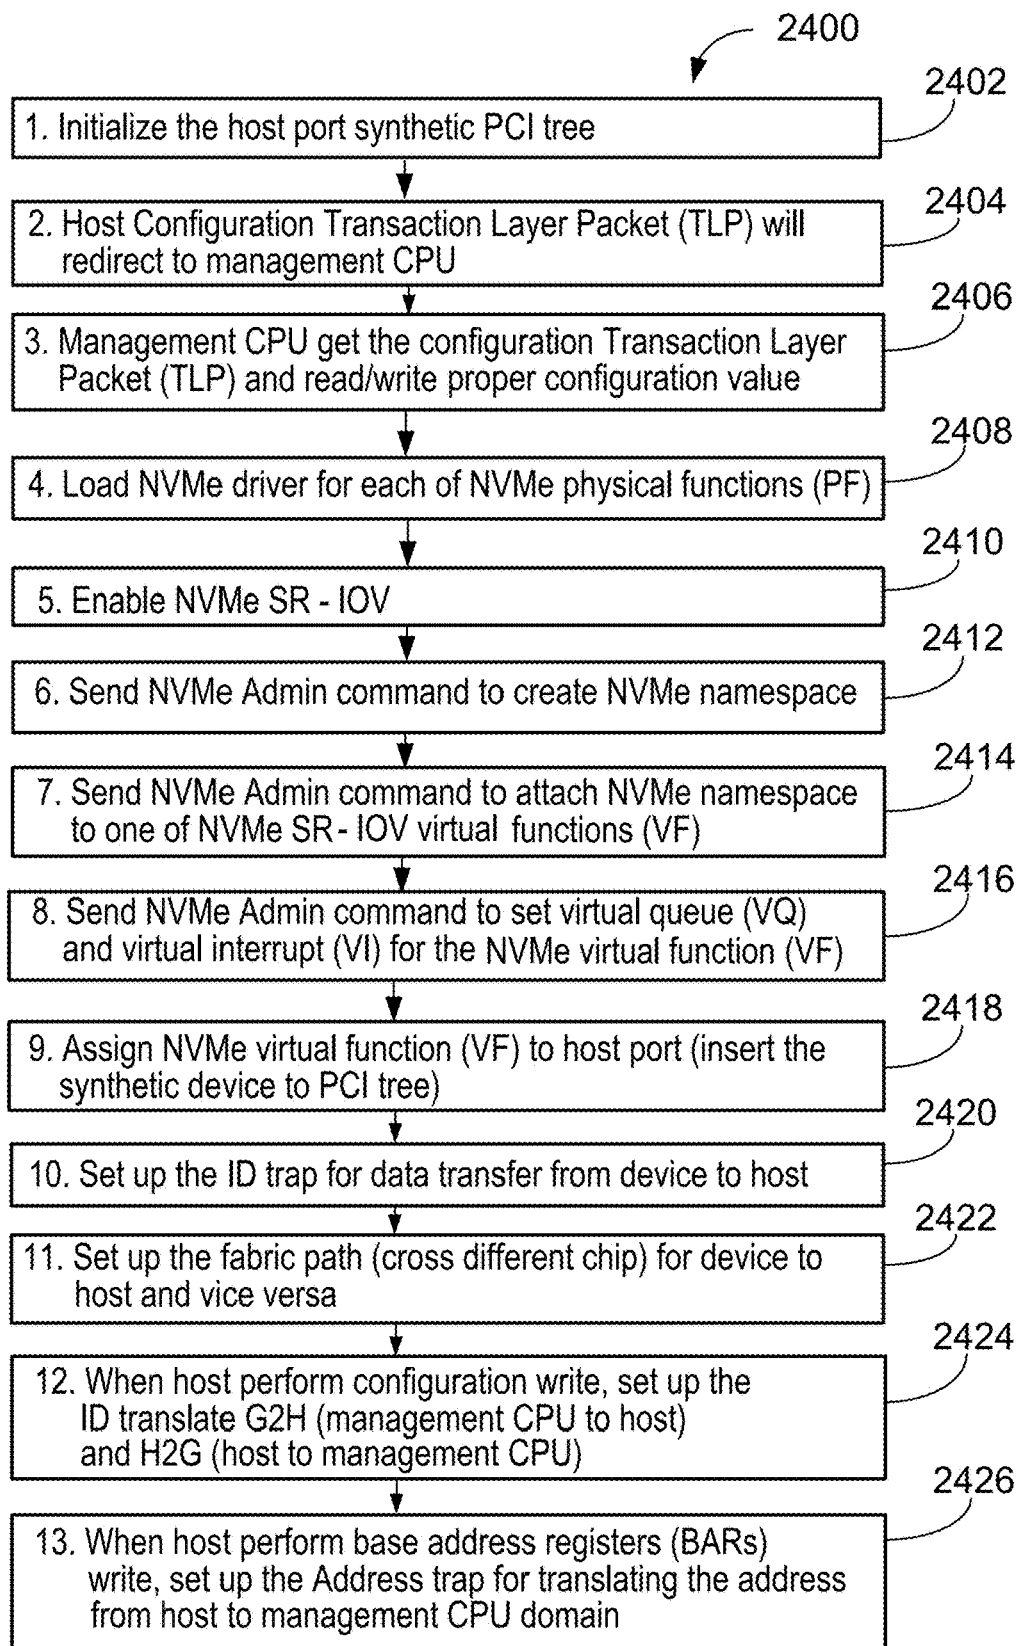 2400
2402
1. Initialize the host port synthetic PCI tree
2404
2. Host Configuration Transaction Layer Packet (TLP) will
redirect to management CPU
2406
3. Management CPU get the configuration Transaction Layer
Packet (TLP) and read/write proper configuration value
2408
4. Load NVMe driver for each of NVMe physical functions (PF)
2410
5. Enable NVMe SR - IOV
2412
6. Send NVMe Admin command to create NVMe namespace
2414
7. Send NVMe Admin command to attach NVMe namespace
to one of NVMe SR - IOV virtual functions (VF)
2416
8. Send NVMe Admin command to set virtual queue (VQ)
and virtual interrupt (VI) for the NVMe virtual function (VF)
2418
9. Assign NVMe virtual function (VF) to host port (insert the
synthetic device to PCI tree)
2420
10. Set up the ID trap for data transfer from device to host
2422
11. Set up the fabric path (cross different chip) for device to
host and vice versa
2424
12. When host perform configuration write, set up the
ID translate G2H (management CPU to host)
and H2G (host to management CPU)
2426
13. When host perform base address registers (BARs)
write, set up the Address trap for translating the address
from host to management CPU domain